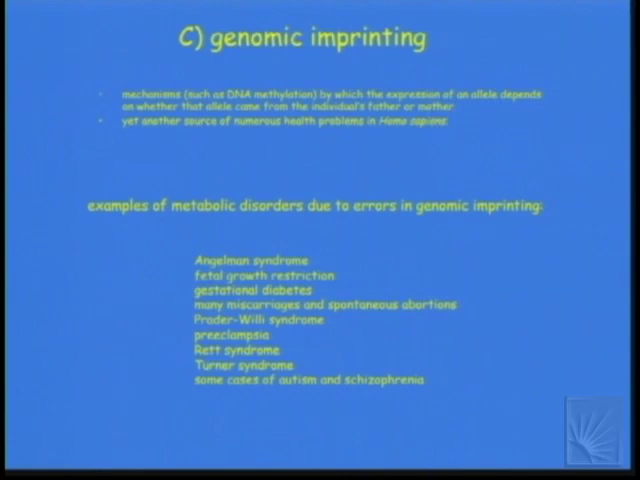 C) genomic imprinting
• mechanisms (such as DNA methylation) by which the expression of an allele depends
on whether that allele came from the individual's father or mother
• yet another source of numerous health problems in Homo sapiens.
examples of metabolic disorders due to errors in genomic imprinting:
Angelman syndrome
fetal growth restriction
gestational diabetes
many miscarriages and spontaneous abortions
Prader-Willi syndrome
preeclampsia
Rett syndrome
Turner syndrome
some cases of autism and schizophrenia